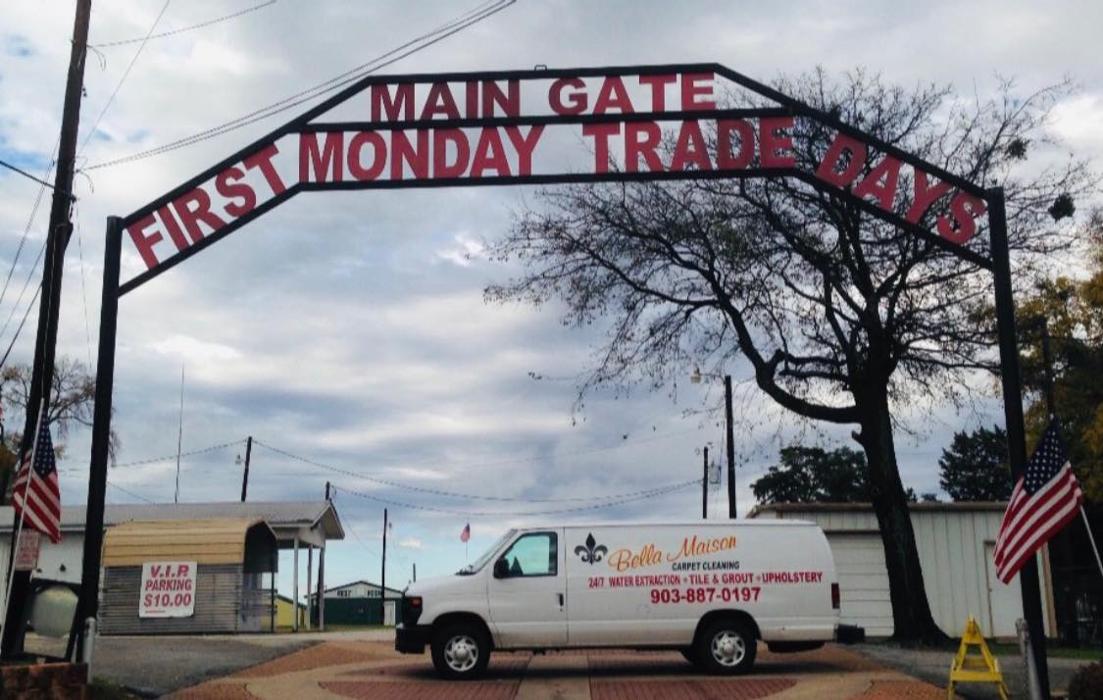 MAIN GATE
FIRST MONDAY TRADE DAYS
V.I.P.
PARKING
$10.00
Bella Maison
CARPET CLEANING
24/7 WATER EXTRACTION • TILE & GROUT • UPHOLSTERY
903-887-0197